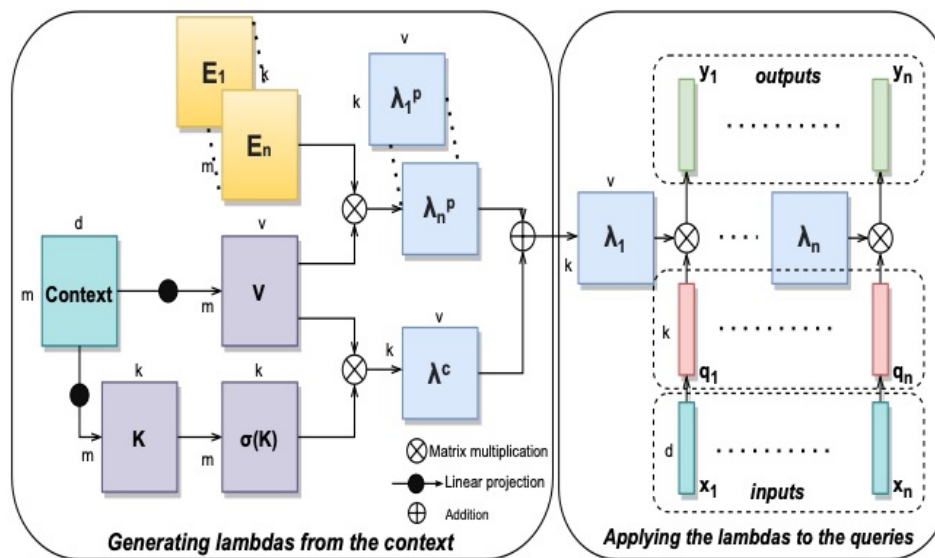 E₁
k
m
Eₙ
v
k
λ₁ᵖ
λₙᵖ
d
m
Context
v
m
V
k
m
K
k
m
σ(K)
v
k
λᶜ
Matrix multiplication
Linear projection
Addition
Generating lambdas from the context
y₁ outputs yₙ
v
k
λ₁
λₙ
k
q₁ qₙ
d
x₁ inputs xₙ
Applying the lambdas to the queries